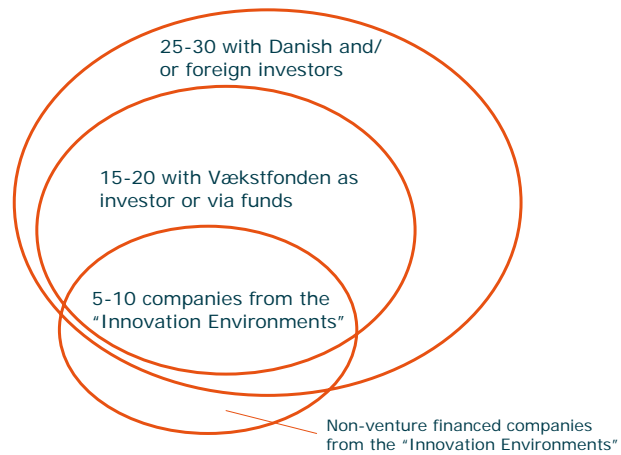 25-30 with Danish and/
or foreign investors
15-20 with Vækstfonden as
investor or via funds
5-10 companies from the
“Innovation Environments”
Non-venture financed companies
from the “Innovation Environments”